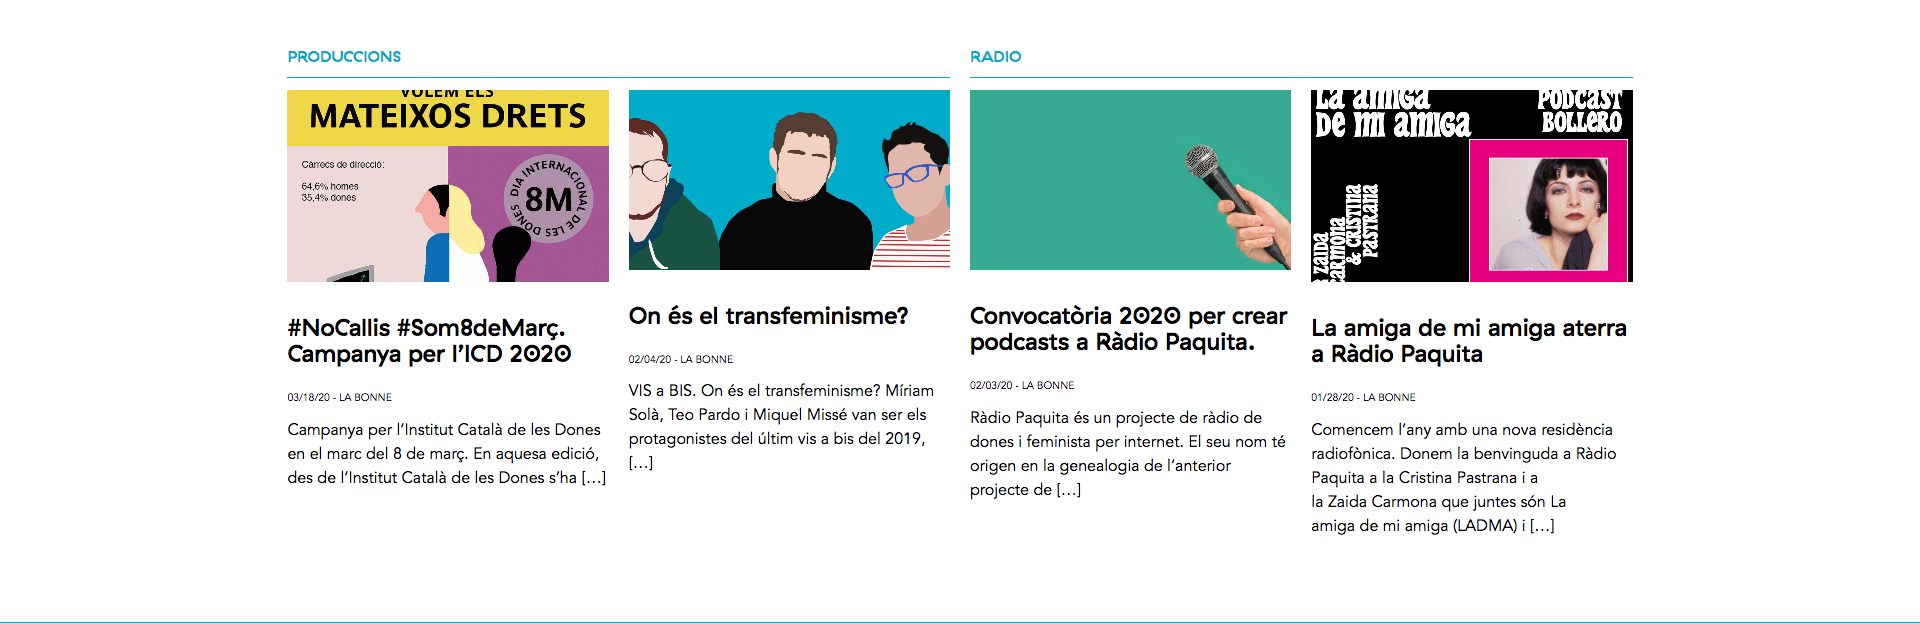 PRODUCCIONS
VOLEM ELS
MATEIXOS DRETS
Càrrecs de direcció:
64,6% homes
35,4% dones
DIA INTERNACIONAL DE LES DONES
8M
#NoCallis #Som8deMarç.
Campanya per l’ICD 2020
03/18/20 - LA BONNE
Campanya per l’Institut Català de les Dones
en el marc del 8 de març. En aquesa edició,
des de l’Institut Català de les Dones s’ha […]
On és el transfeminisme?
02/04/20 - LA BONNE
VIS a BIS. On és el transfeminisme? Míriam
Solà, Teo Pardo i Miquel Missé van ser els
protagonistes del últim vis a bis del 2019,
[…]
RADIO
Convocatòria 2020 per crear
podcasts a Ràdio Paquita.
02/03/20 - LA BONNE
Ràdio Paquita és un projecte de ràdio de
dones i feminista per internet. El seu nom té
origen en la genealogia de l’anterior
projecte de […]
La amiga
de mi amiga
PODCAST
BOLLERO
ZAIDA
CARMONA
& CRISTINA
PASTRANA
La amiga de mi amiga aterra
a Ràdio Paquita
01/28/20 - LA BONNE
Comencem l’any amb una nova residència
radiofònica. Donem la benvinguda a Ràdio
Paquita a la Cristina Pastrana i a
la Zaida Carmona que juntes són La
amiga de mi amiga (LADMA) i […]